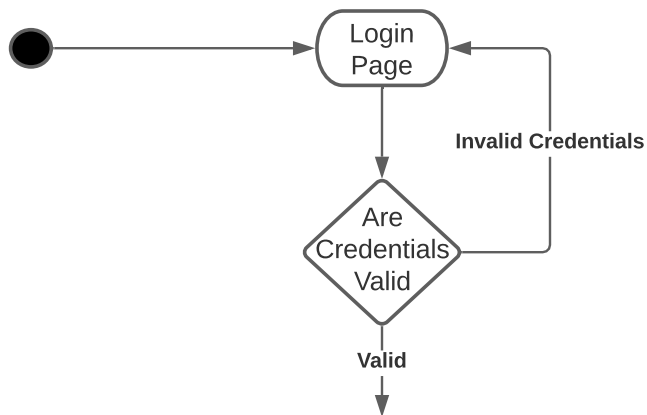 Login
Page
Invalid Credentials
Are
Credentials
Valid
Valid